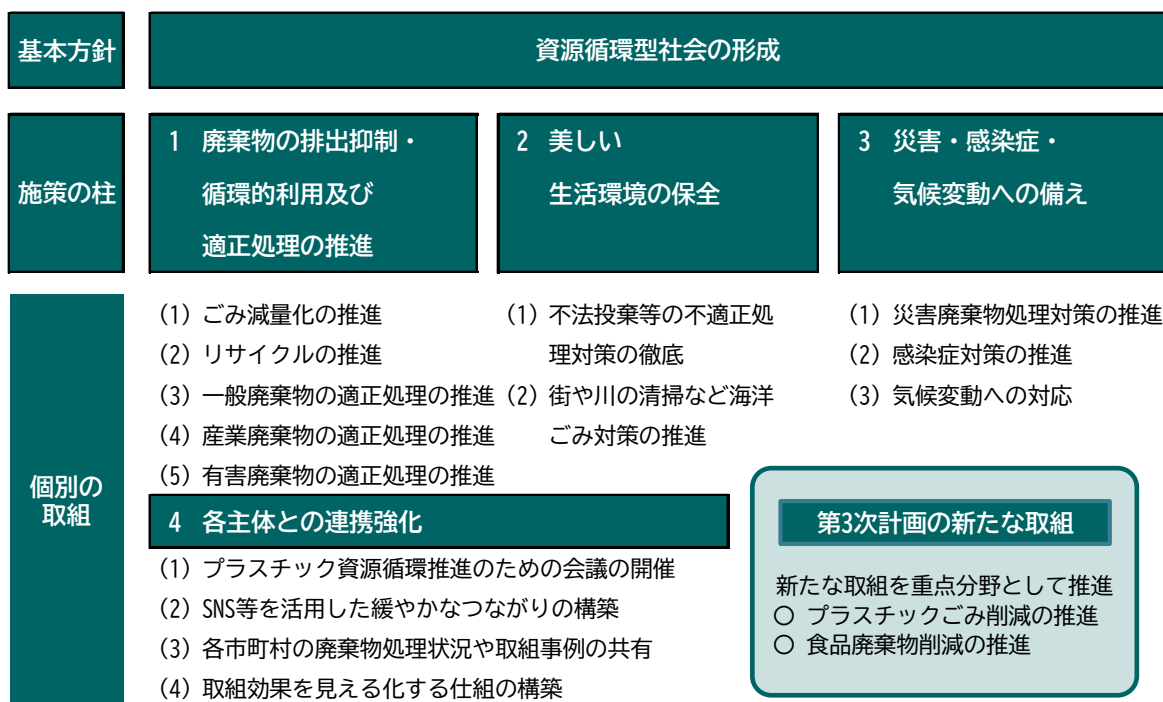 基本方針
資源循環型社会の形成
施策の柱
1 廃棄物の排出抑制・
循環的利用及び
適正処理の推進
2 美しい
生活環境の保全
3 災害・感染症・
気候変動への備え
個別の
取組
(1) ごみ減量化の推進
(2) リサイクルの推進
(3) 一般廃棄物の適正処理の推進
(4) 産業廃棄物の適正処理の推進
(5) 有害廃棄物の適正処理の推進
(1) 不法投棄等の不適正処
理対策の徹底
(2) 街や川の清掃など海洋
ごみ対策の推進
(1) 災害廃棄物処理対策の推進
(2) 感染症対策の推進
(3) 気候変動への対応
4 各主体との連携強化
(1) プラスチック資源循環推進のための会議の開催
(2) SNS等を活用した緩やかなつながりの構築
(3) 各市町村の廃棄物処理状況や取組事例の共有
(4) 取組効果を見える化する仕組の構築
第3次計画の新たな取組
新たな取組を重点分野として推進
○ プラスチックごみ削減の推進
○ 食品廃棄物削減の推進